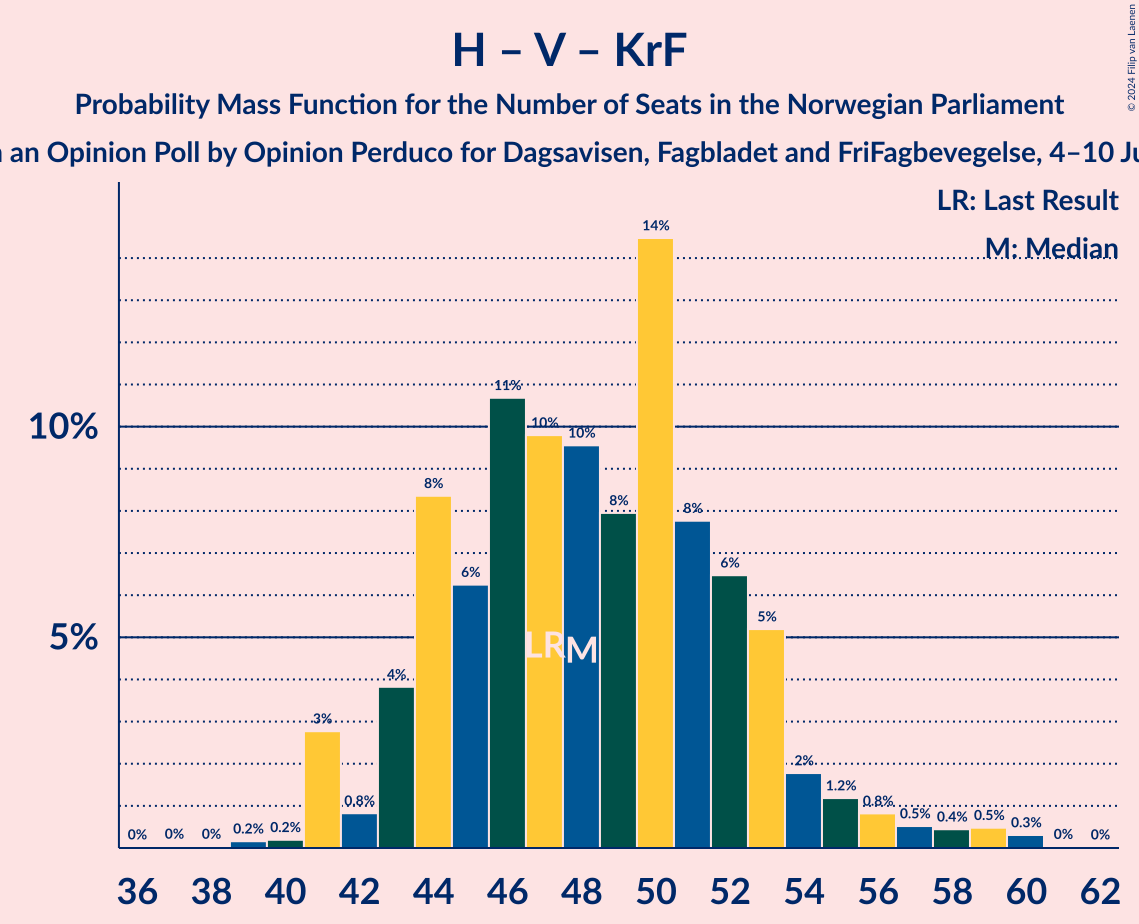 H – V – KrF
Probability Mass Function for the Number of Seats in the Norwegian Parliament
an Opinion Poll by Opinion Perduco for Dagsavisen, Fagbladet and FriFagbevegelse, 4–10
© 2024 Filip van Laenen
LR: Last Result
M: Median
10%
5%
0% 0% 0% 0.2% 0.2% 3% 0.8% 4% 8% 6% 11% 10% 10% 8% 14% 8% 6% 5% 2% 1.2% 0.8% 0.5% 0.4% 0.5% 0.3% 0% 0%
LR M
36 38 40 42 44 46 48 50 52 54 56 58 60 62